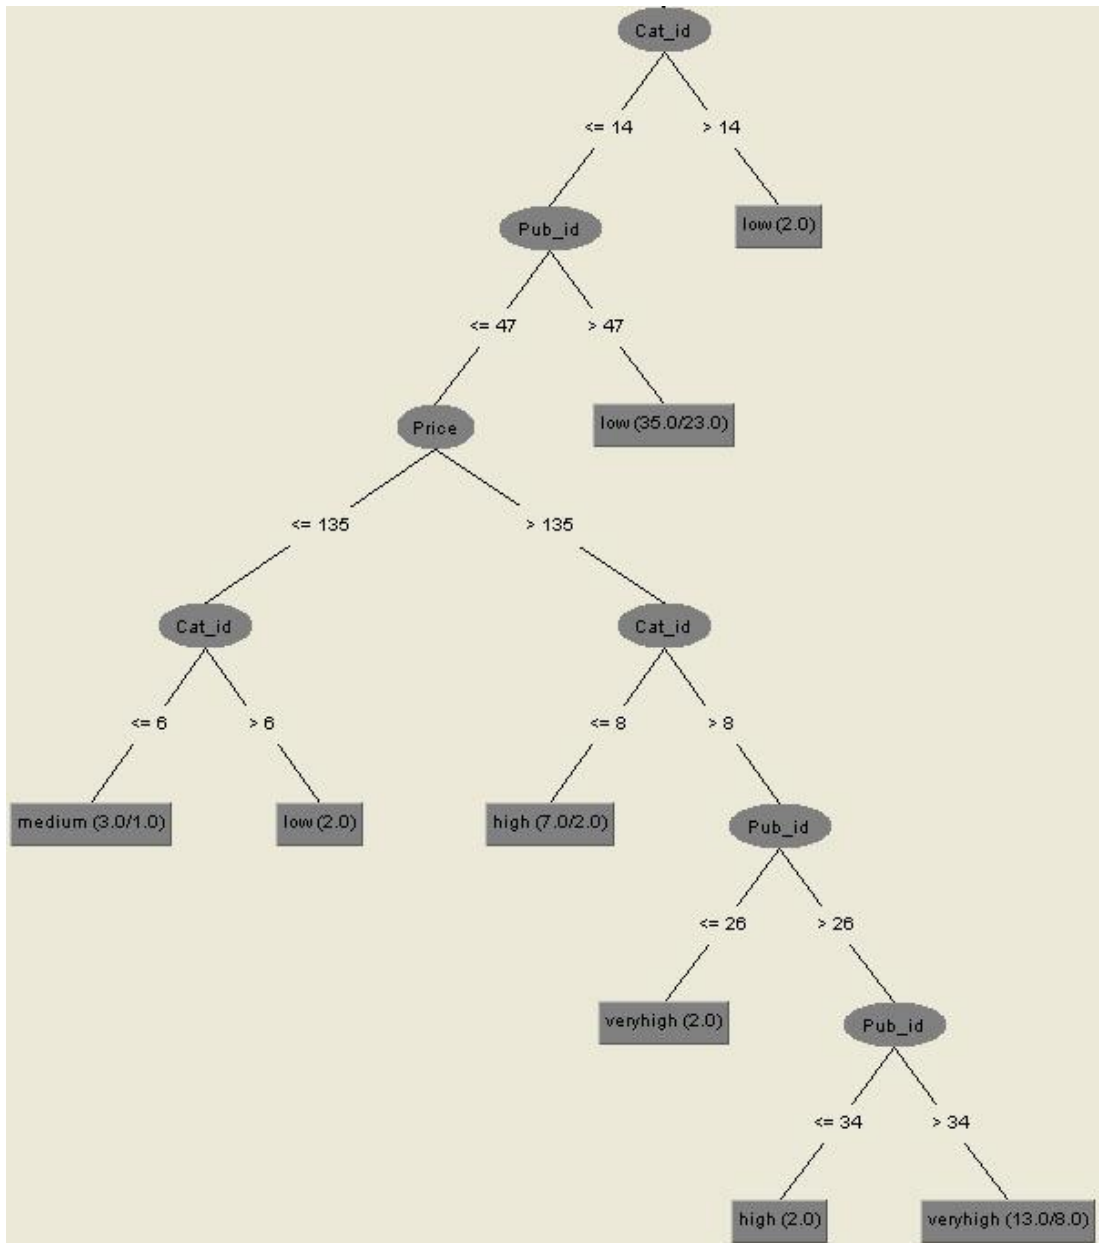 Cat_id
<= 14
> 14
Pub_id
low (2.0)
<= 47
> 47
Price
low (35.0/23.0)
<= 135
> 135
Cat_id
Cat_id
<= 6
> 6
<= 8
> 8
medium (3.0/1.0)
low (2.0)
high (7.0/2.0)
Pub_id
<= 26
> 26
veryhigh (2.0)
Pub_id
<= 34
> 34
high (2.0)
veryhigh (13.0/8.0)